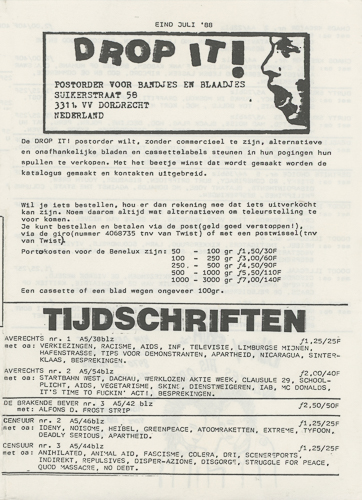 EIND JULI '88
DROP IT!
POSTORDER VOOR BANDJES EN BLAADJES
SUIKERSTRAAT 58
3311 VV DORDRECHT
NEDERLAND
De DROP IT! postorder wilt, zonder commercieel te zijn, alternatieve
en onafhankelijke bladen en cassettelabels steunen in hun pogingen hun
spullen te verkopen. Met het beetje winst dat wordt gemaakt worden de
katalogus gemaakt en kontakten uitgebreid.
Wil je iets bestellen, hou er dan rekening mee dat iets uitverkocht
kan zijn. Noem daarom altijd wat alternatieven om teleurstelling te
voor komen.
Je kunt bestellen en betalen via de post(geld goed verstoppen!),
via de giro(nummer 4068735 tnv van Twist) of met een postwissel(tnv
van Twist).
Portokosten voor de Benelux zijn: 50 - 100 gr ƒ1,50/30F
100 - 250 gr ƒ3,00/60F
250 - 500 gr ƒ4,50/90F
500 - 1000 gr ƒ5,50/110F
1000 - 3000 gr ƒ7,00/140F
Een cassette of een blad wegen ongeveer 100gr.
TIJDSCHRIFTEN
AVERECHTS nr. 1 A5/38blz ƒ1,25/25F
met oa: VERKIEZINGEN, RACISME, AIDS, INF, TELEVISIE, LIMBURGSE MIJNEN,
HAFENSTRASSE, TIPS VOOR DEMONSTRANTEN, APARTHEID, NICARAGUA, SINTER-
KLAAS, BESPREKINGEN.
AVERECHTS nr. 2 A5/54blz ƒ2,00/40F
met oa: STARTBAAN WEST, DACHAU, WERKLOZEN AKTIE WEEK, CLAUSULE 29, SCHOOL-
PLICHT, AIDS, VEGETARISME, SKINS, DIENSTWEIGEREN, IAB, MC DONALDS,
IT'S TIME TO FUCKIN' ACT!, BESPREKINGEN.
DE BRAKENDE BEVER nr. 3 A5/42 blz ƒ2,50/50F
met: ALFONS D. FROST STRIP
CENSUUR nr. 2 A5/46blz ƒ1,25/25F
met oa: IDENY, NOISOME, HEIBEL, GREENPEACE, ATOOMRAKETTEN, EXTREME, TYFOON,
DEADLY SERIOUS, APARTHEID.
CENSUUR nr. 3 A5/44blz ƒ1,25/25F
met oa: ANIHILATED, ANIMAL AID, FASCISME, COLERA, DRI, SCENERSPORTS,
INDIREKT, REPULSIVES, DISPER-AZIONE, DISGORGE, STRUGGLE FOR PEACE,
QUOD MASSACRE, NO DEBT.